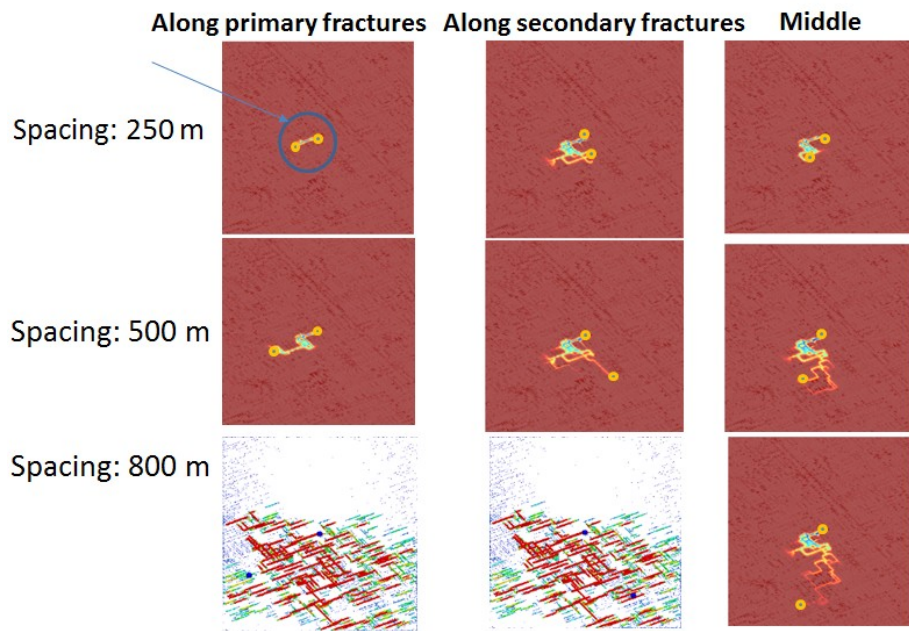 Along primary fractures
Along secondary fractures
Middle
Spacing: 250 m
Spacing: 500 m
Spacing: 800 m